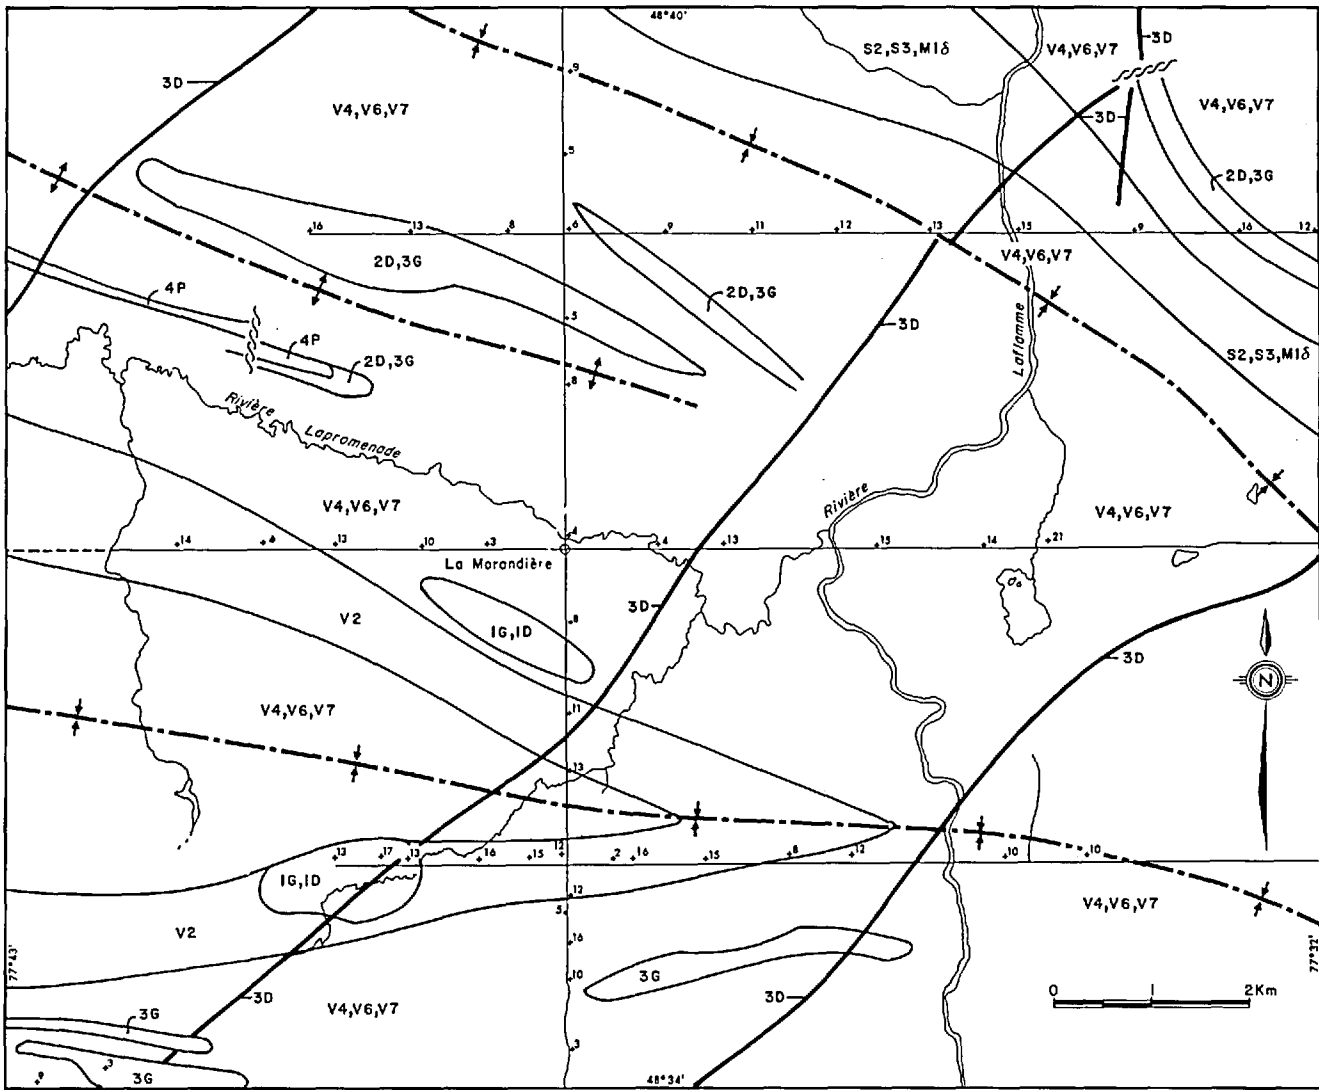 48°40'
S2,S3,M1δ
V4,V6,V7
3D
3D
V4,V6,V7
9
V4,V6,V7
3D
5
2D,3G
16
13
8
6
9
11
12
13
15
9
16
12
V4,V6,V7
2D,3G
4P
2D,3G
5
3D
4P
2D,3G
8
S2,S3,M1δ
Laflamme
Rivière
Lapromenade
Rivière
V4,V6,V7
V4,V6,V7
4
14
6
13
10
3
4
13
15
14
21
La Morandière
V2
1G,1D
8
3D
3D
N
V4,V6,V7
11
13
13
17
13
16
15
12
2
16
15
8
12
10
10
1G,1D
12
5
V4,V6,V7
V2
16
77°43'
77°32'
3G
10
3D
3D
0
1
2Km
V4,V6,V7
3G
3
3
9
3G
48°34'